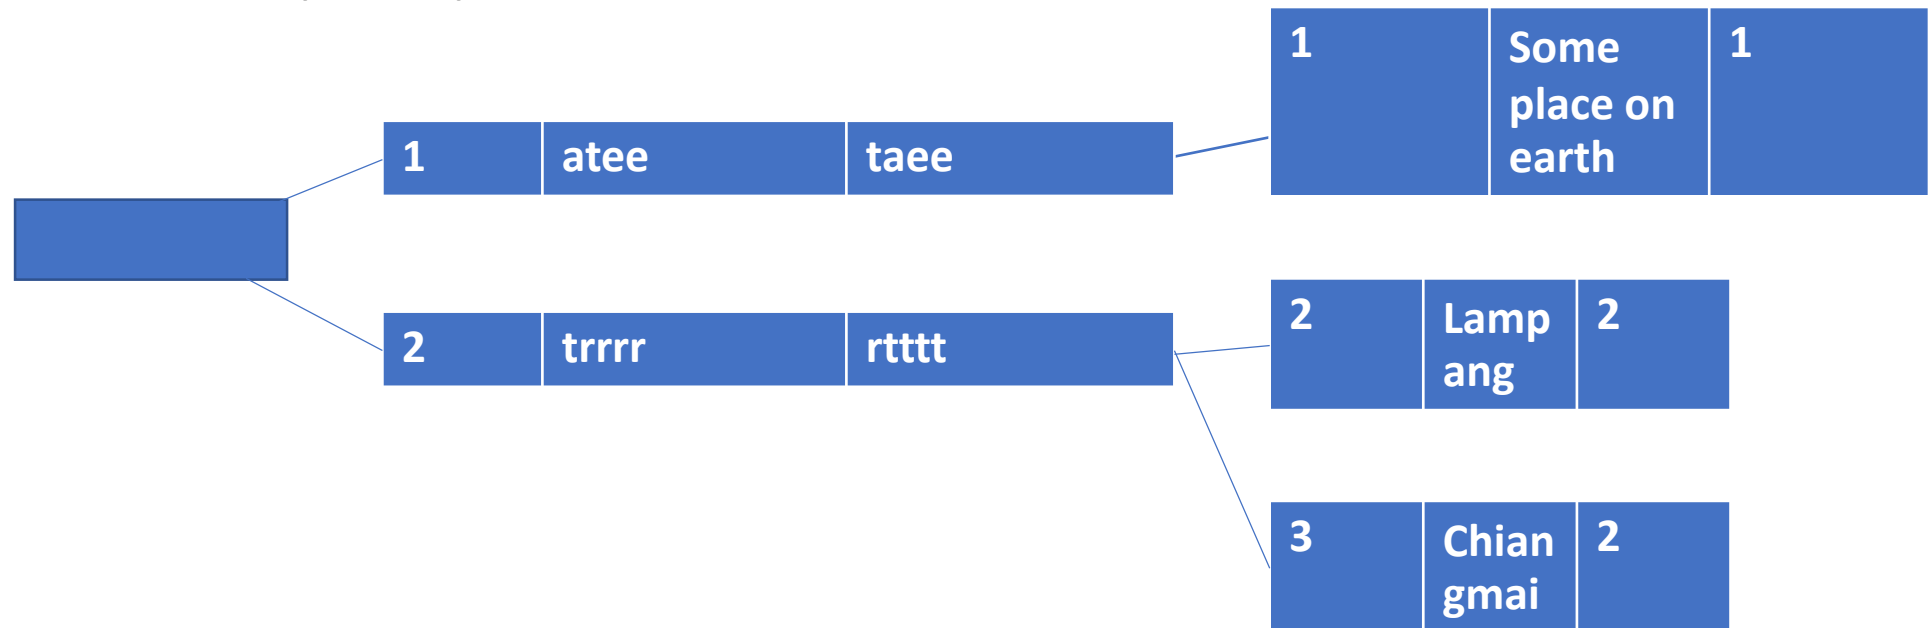 1 Some 1
place on
earth
1 atee taee
2 trrrr rtttt
2 Lamp 2
ang
3 Chian 2
gmai